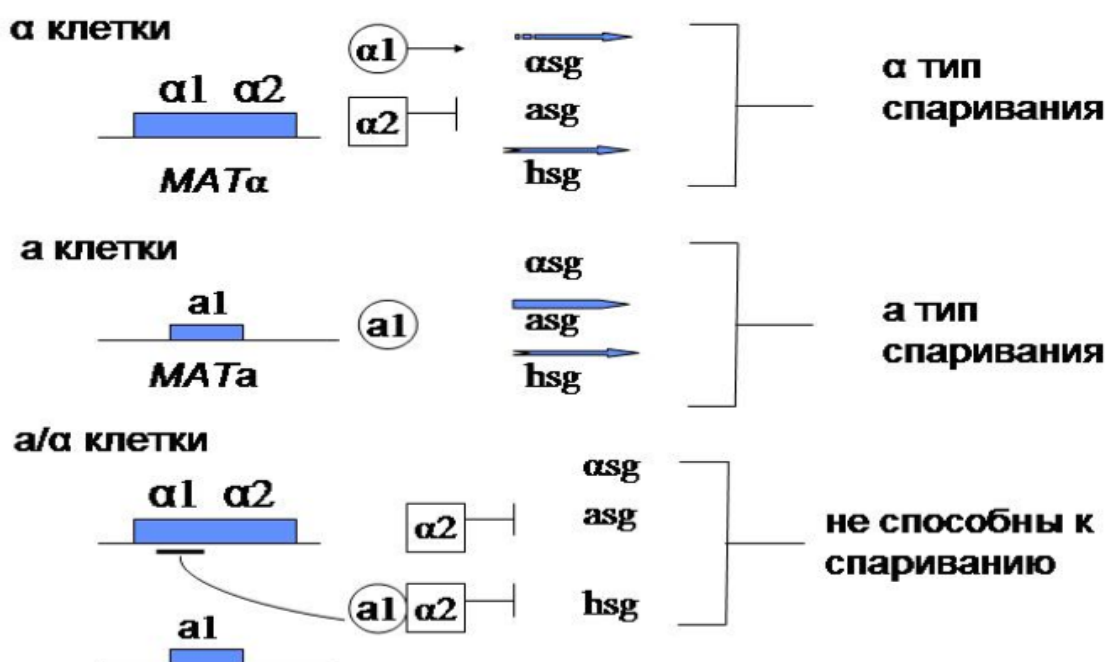 α клетки
α1
αsg
α1 α2
α2
asg
hsg
MATα
α тип
спаривания
а клетки
a1
a1
αsg
asg
hsg
MATa
а тип
спаривания
а/α клетки
α1 α2
α2
αsg
asg
a1 α2
hsg
не способны к
спариванию
a1